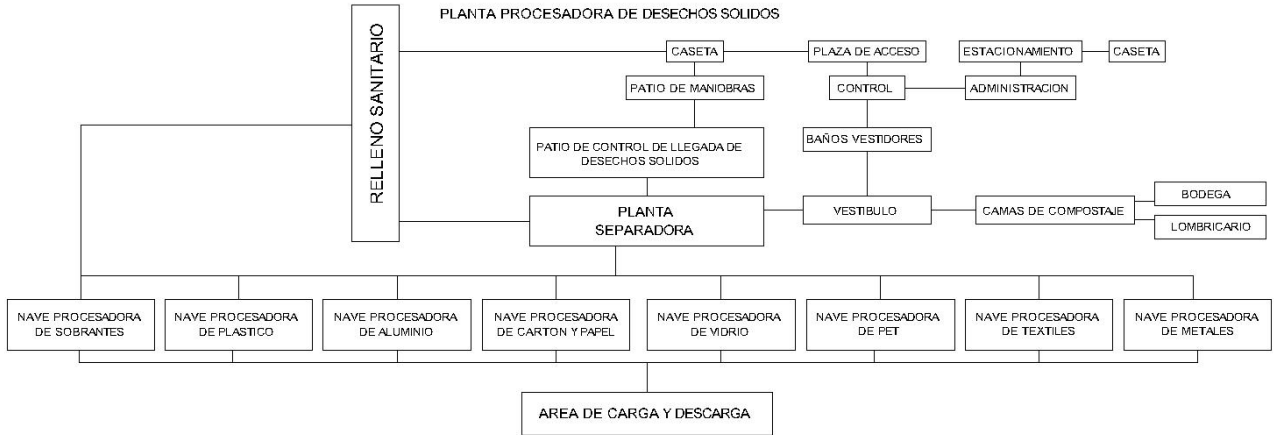 PLANTA PROCESADORA DE DESECHOS SOLIDOS
RELLENO SANITARIO
CASETA
PLAZA DE ACCESO
ESTACIONAMIENTO
CASETA
PATIO DE MANIOBRAS
CONTROL
ADMINISTRACION
PATIO DE CONTROL DE LLEGADA DE
DESECHOS SOLIDOS
BAÑOS VESTIDORES
PLANTA
SEPARADORA
VESTIBULO
CAMAS DE COMPOSTAJE
BODEGA
LOMBRICARIO
NAVE PROCESADORA
DE SOBRANTES
NAVE PROCESADORA
DE PLASTICO
NAVE PROCESADORA
DE ALUMINIO
NAVE PROCESADORA
DE CARTON Y PAPEL
NAVE PROCESADORA
DE VIDRIO
NAVE PROCESADORA
DE PET
NAVE PROCESADORA
DE TEXTILES
NAVE PROCESADORA
DE METALES
AREA DE CARGA Y DESCARGA